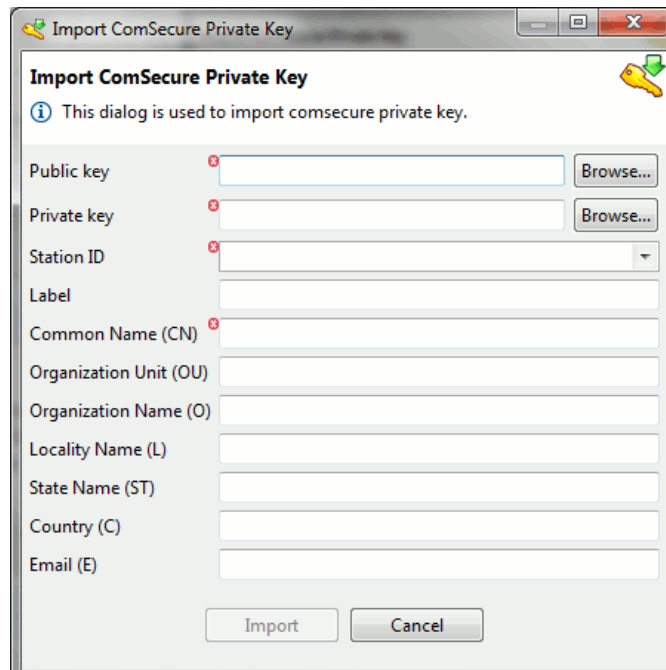 Import ComSecure Private Key
Import ComSecure Private Key
This dialog is used to import comsecure private key.
Public key Browse...
Private key Browse...
Station ID
Label
Common Name (CN)
Organization Unit (OU)
Organization Name (O)
Locality Name (L)
State Name (ST)
Country (C)
Email (E)
Import Cancel